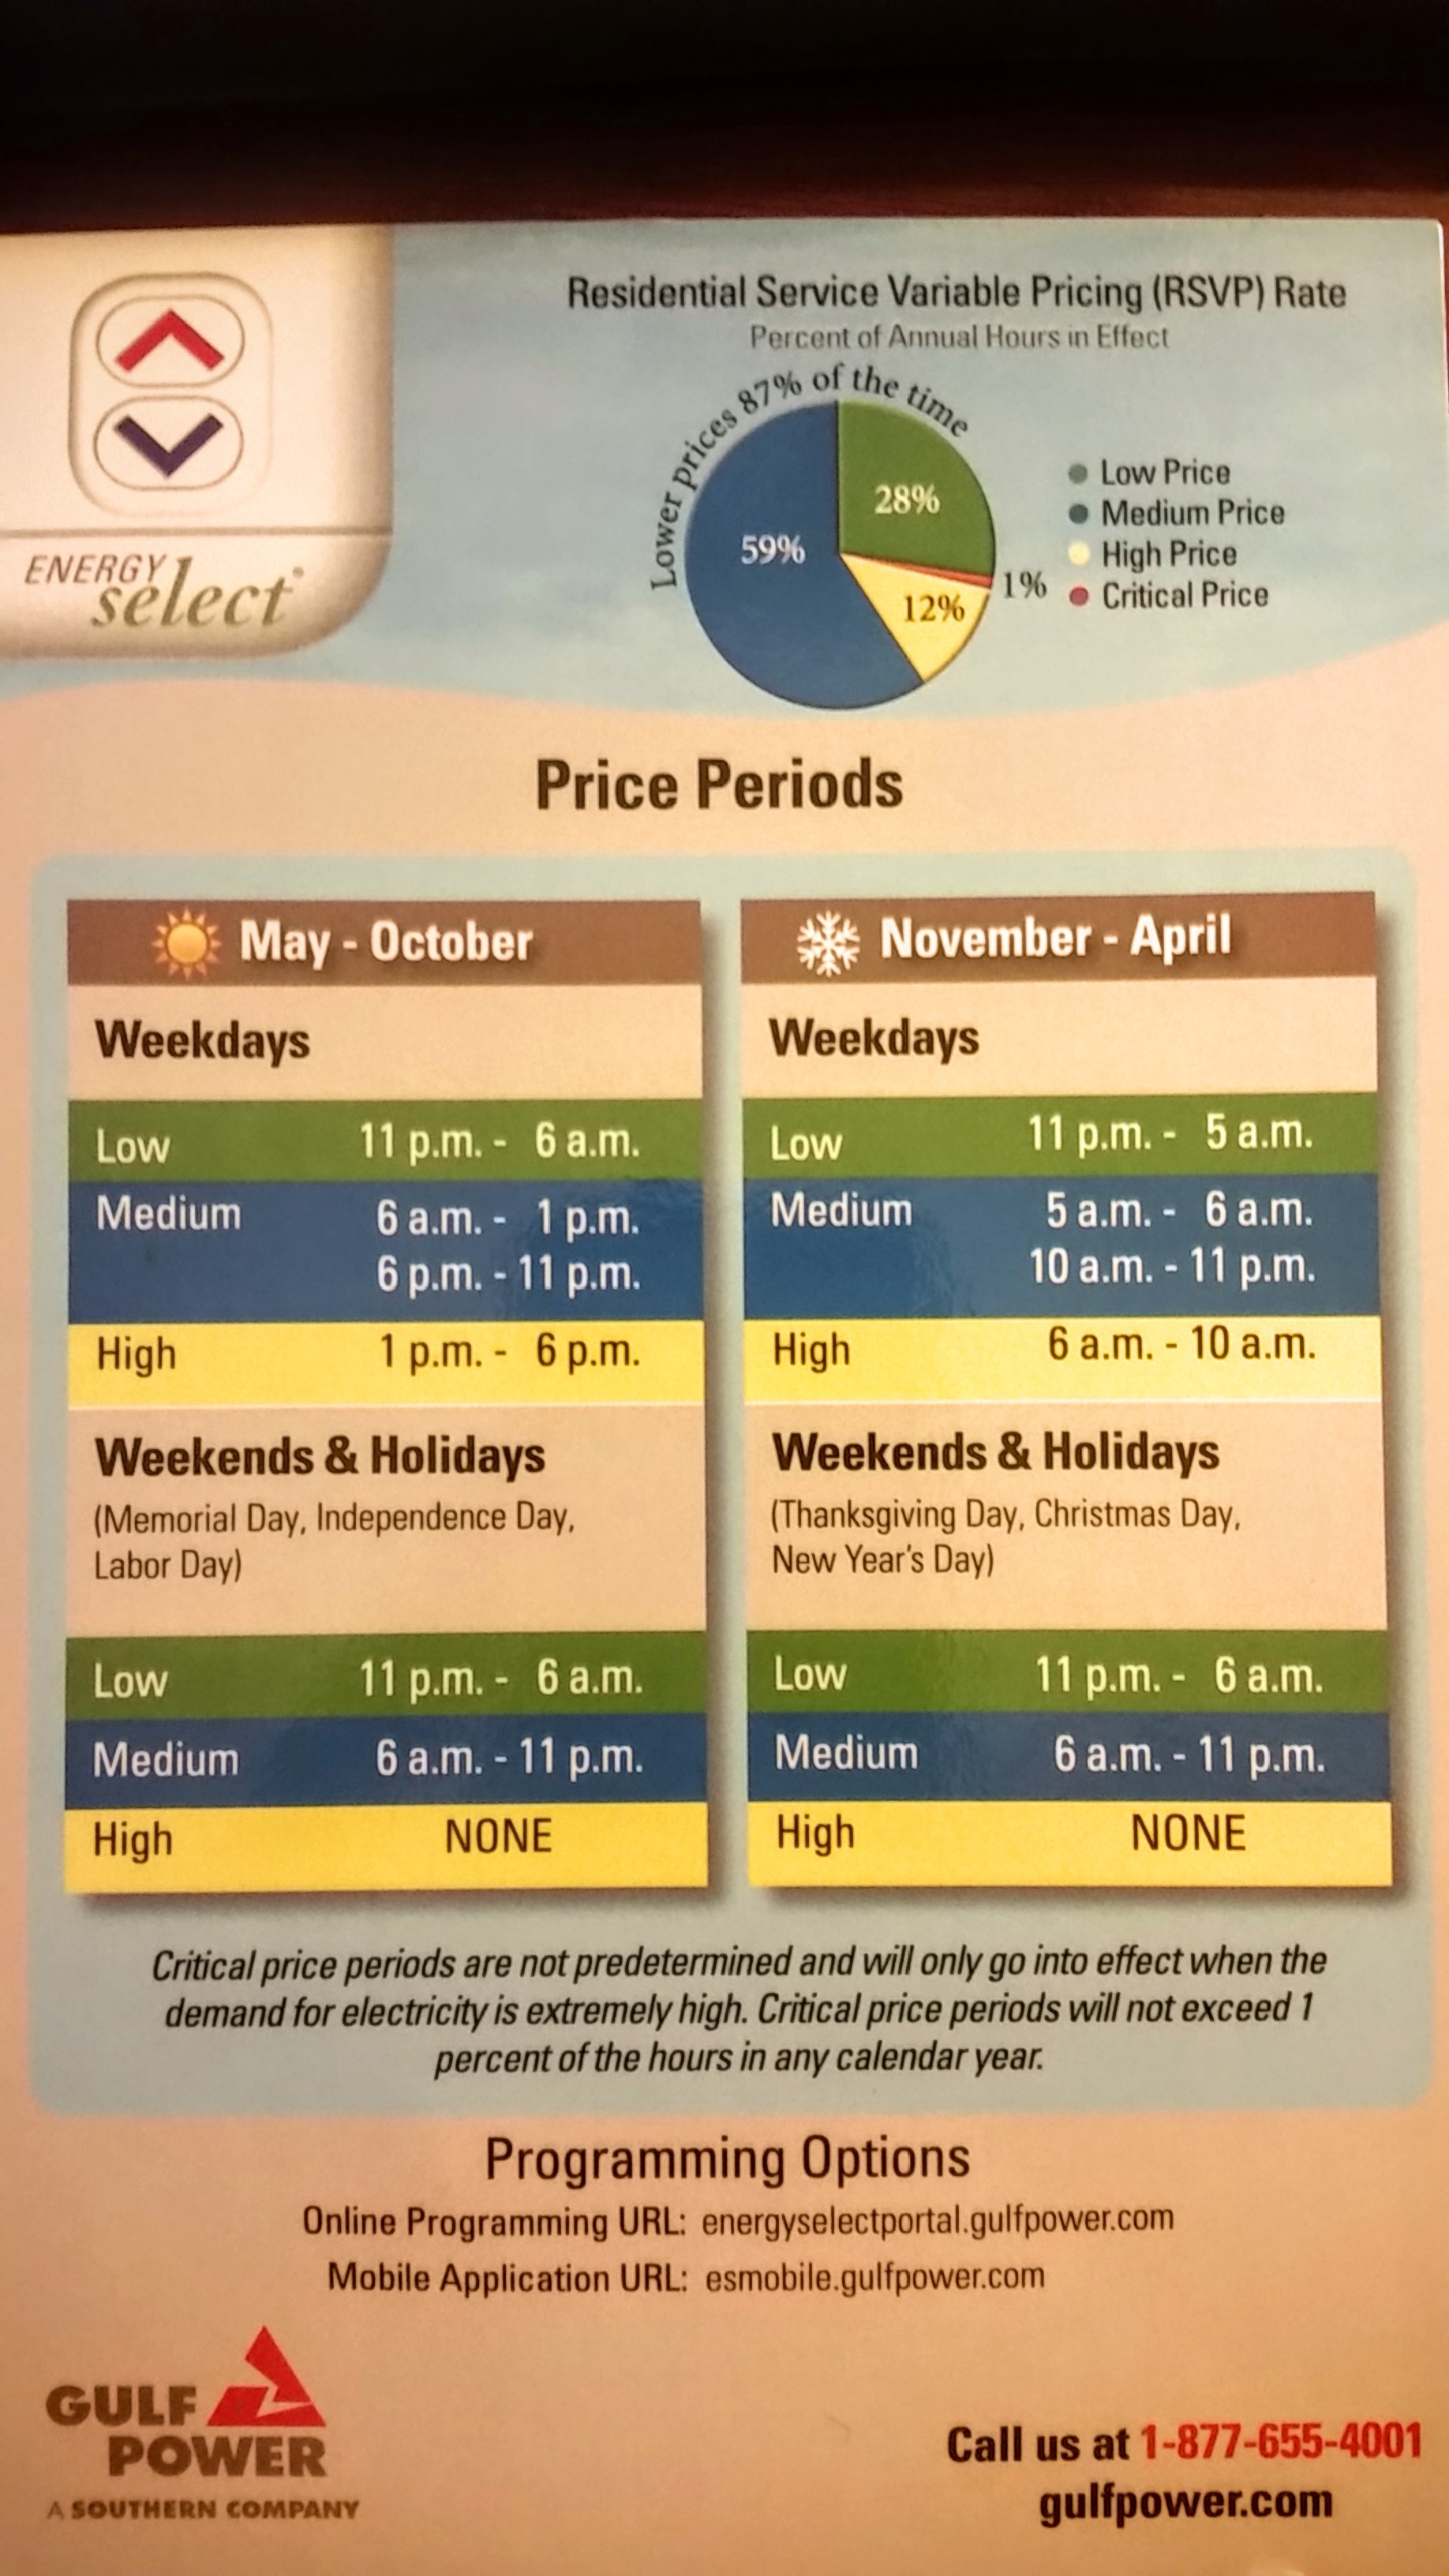 Residential Service Variable Pricing (RSVP) Rate
Percent of Annual Hours in Effect
Lower prices 87% of the time
28%
59%
12%
1%
Low Price
Medium Price
High Price
Critical Price
ENERGY
select®
Price Periods
May - October
Weekdays
Low 11 p.m. - 6 a.m.
Medium 6 a.m. - 1 p.m.
6 p.m. - 11 p.m.
High 1 p.m. - 6 p.m.
Weekends & Holidays
(Memorial Day, Independence Day,
Labor Day)
Low 11 p.m. - 6 a.m.
Medium 6 a.m. - 11 p.m.
High NONE
November - April
Weekdays
Low 11 p.m. - 5 a.m.
Medium 5 a.m. - 6 a.m.
10 a.m. - 11 p.m.
High 6 a.m. - 10 a.m.
Weekends & Holidays
(Thanksgiving Day, Christmas Day,
New Year's Day)
Low 11 p.m. - 6 a.m.
Medium 6 a.m. - 11 p.m.
High NONE
Critical price periods are not predetermined and will only go into effect when the
demand for electricity is extremely high. Critical price periods will not exceed 1
percent of the hours in any calendar year.
Programming Options
Online Programming URL: energyselectportal.gulfpower.com
Mobile Application URL: esmobile.gulfpower.com
GULF
POWER
A SOUTHERN COMPANY
Call us at 1-877-655-4001
gulfpower.com